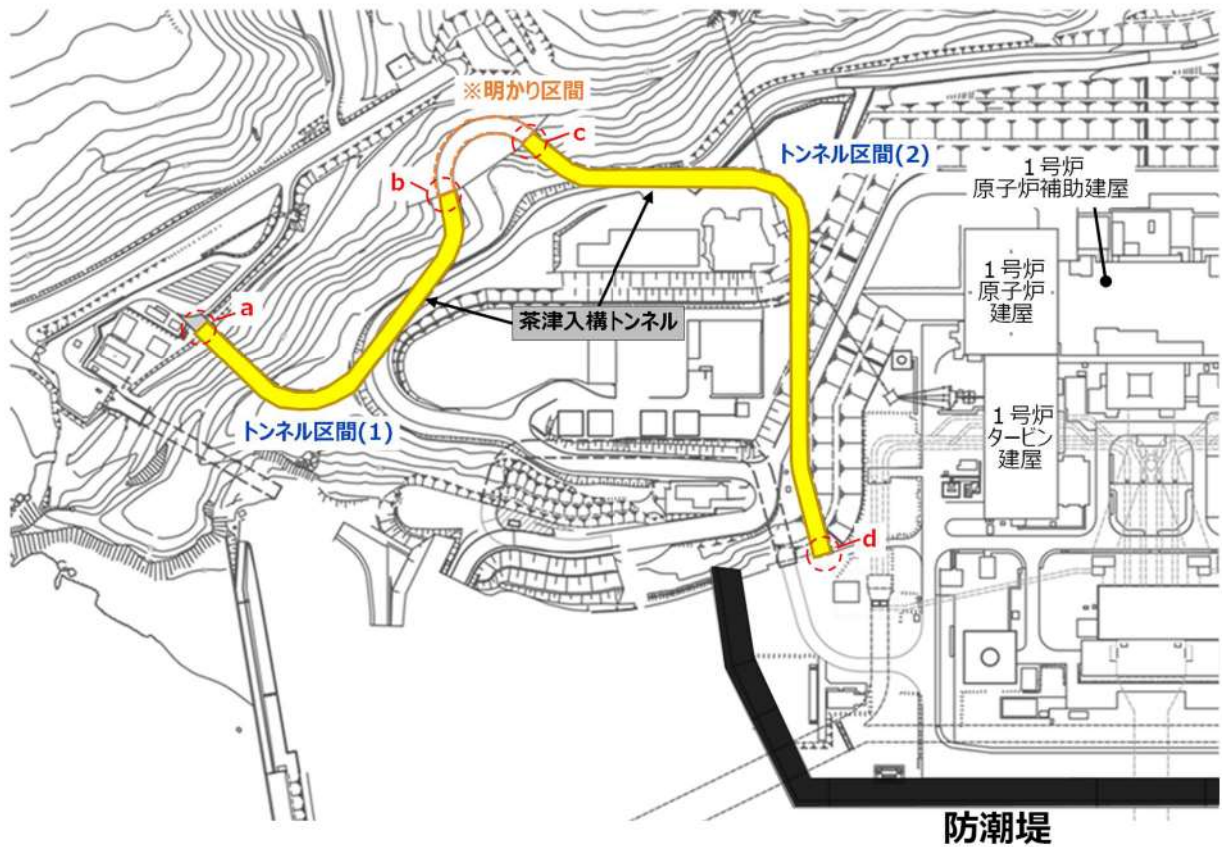 ※明かり区間
c
b
トンネル区間(2)
1号炉
原子炉補助建屋
1号炉
原子炉
建屋
a
茶津入構トンネル
1号炉
タービン
建屋
トンネル区間(1)
d
防潮堤